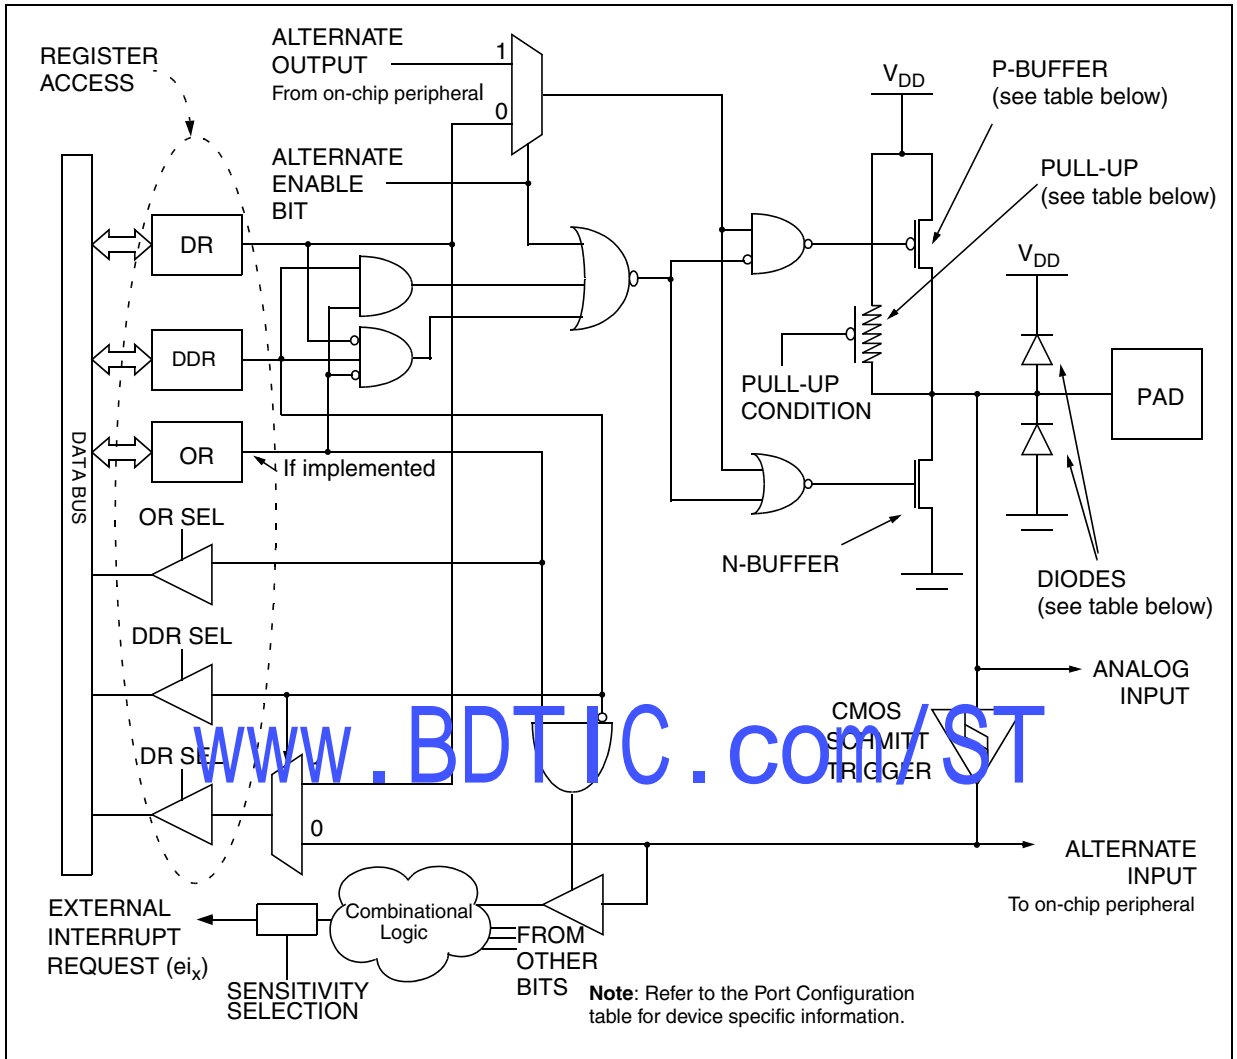 REGISTER
ACCESS
ALTERNATE
OUTPUT
From on-chip peripheral
1
0
ALTERNATE
ENABLE
BIT
VDD
P-BUFFER
(see table below)
PULL-UP
(see table below)
DR
DDR
OR
If implemented
DATA BUS
VDD
PULL-UP
CONDITION
PAD
N-BUFFER
DIODES
(see table below)
OR SEL
DDR SEL
DR SEL
0
CMOS
SCHMITT
TRIGGER
ANALOG
INPUT
www.BDTIC.com/ST
ALTERNATE
INPUT
To on-chip peripheral
EXTERNAL
INTERRUPT
REQUEST (eix)
Combinational
Logic
SENSITIVITY
SELECTION
FROM
OTHER
BITS
Note: Refer to the Port Configuration
table for device specific information.